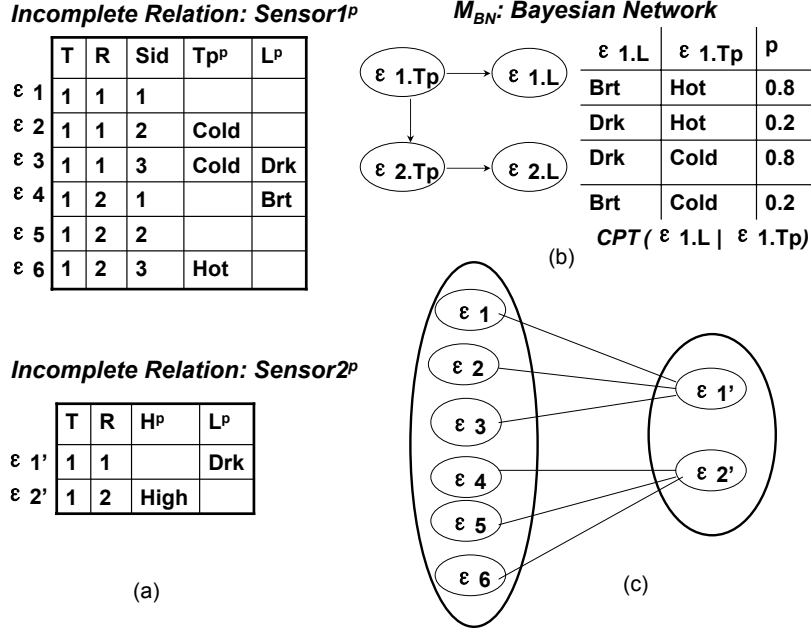 Incomplete Relation: Sensor1ᵖ
T R Sid Tpᵖ Lᵖ
ε 1 1 1 1
ε 2 1 1 2 Cold
ε 3 1 1 3 Cold Drk
ε 4 1 2 1 Brt
ε 5 1 2 2
ε 6 1 2 3 Hot
Incomplete Relation: Sensor2ᵖ
T R Hᵖ Lᵖ
ε 1' 1 1 Drk
ε 2' 1 2 High
(a)
M_BN: Bayesian Network
ε 1.Tp ε 1.L
ε 2.Tp ε 2.L
ε 1.L ε 1.Tp p
Brt Hot 0.8
Drk Hot 0.2
Drk Cold 0.8
Brt Cold 0.2
CPT( ε 1.L | ε 1.Tp)
(b)
ε 1
ε 2
ε 3
ε 4
ε 5
ε 6
ε 1'
ε 2'
(c)